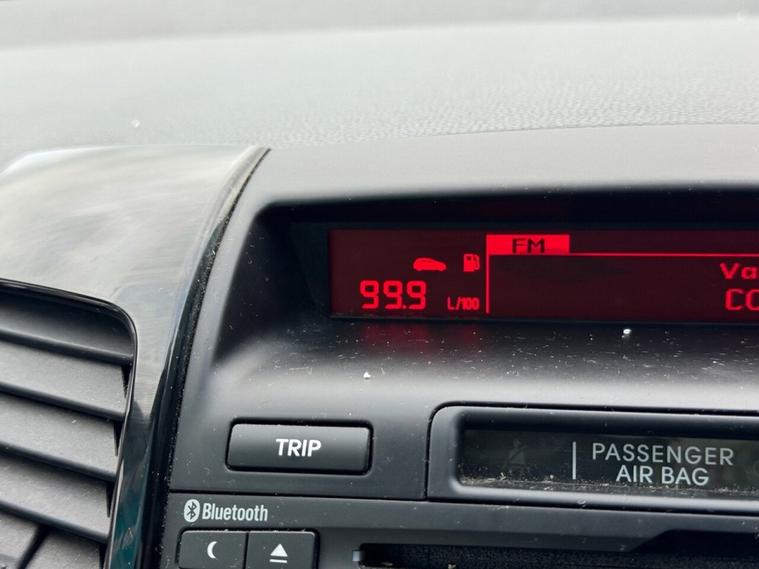 FM
99.9 L/100
TRIP
PASSENGER
AIR BAG
Bluetooth